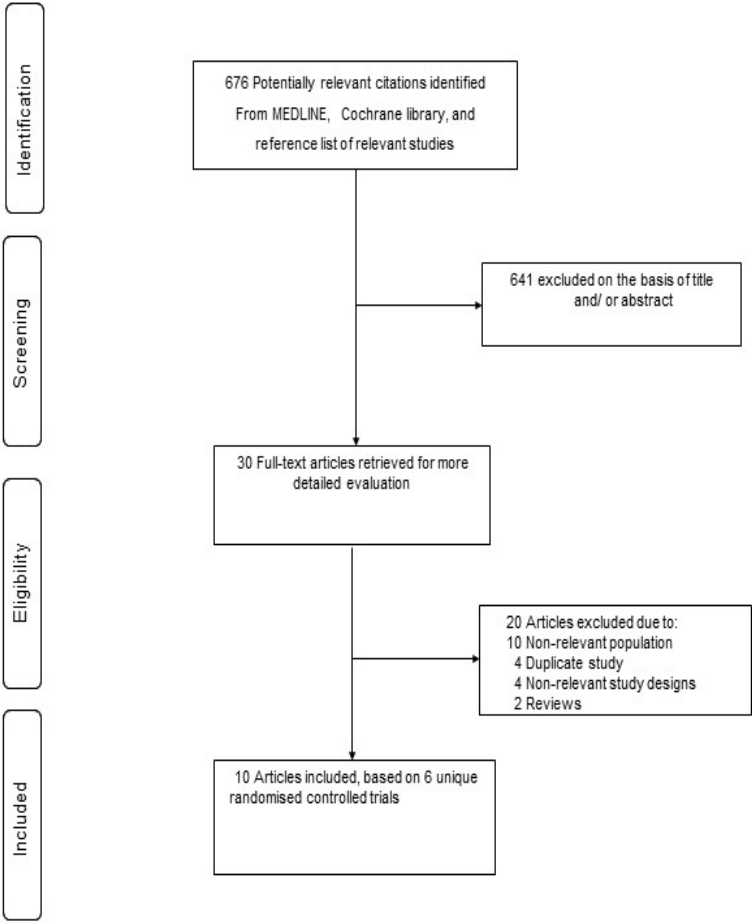 Identification
676 Potentially relevant citations identified
From MEDLINE, Cochrane library, and
reference list of relevant studies
Screening
641 excluded on the basis of title
and/ or abstract
30 Full-text articles retrieved for more
detailed evaluation
Eligibility
20 Articles excluded due to:
10 Non-relevant population
4 Duplicate study
4 Non-relevant study designs
2 Reviews
Included
10 Articles included, based on 6 unique
randomised controlled trials